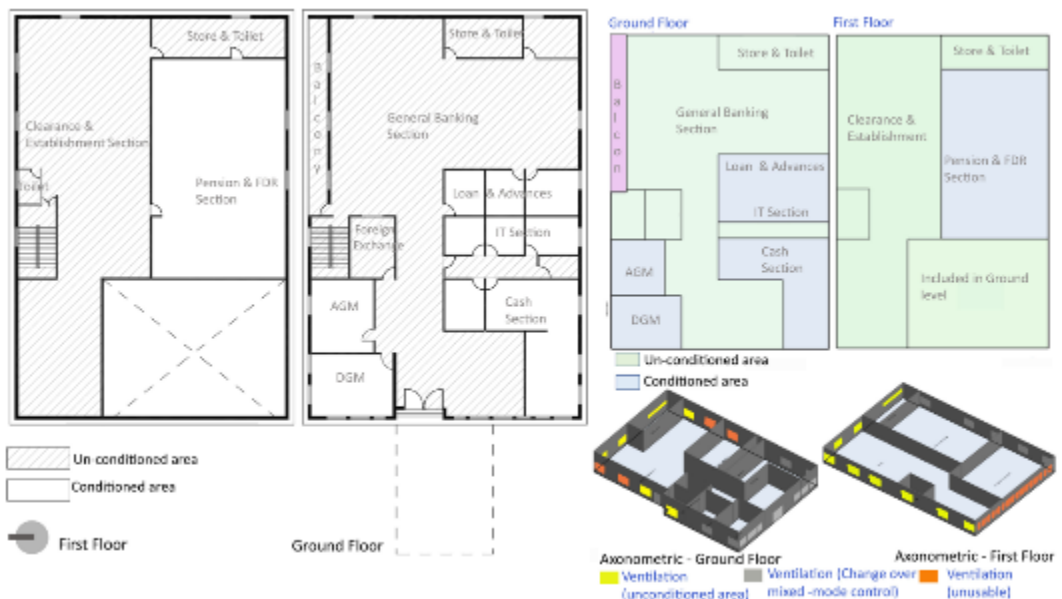 Store & Toilet
Clearance &
Establishment Section
Toilet
Pension & FDR
Section
Un-conditioned area
Conditioned area
First Floor
Store & Toilet
Balcony
General Banking
Section
Loan & Advances
Foreign
Exchange
IT Section
AGM
Cash
Section
DGM
Ground Floor
Ground Floor
Store & Toilet
Balcon
General Banking
Section
Loan & Advances
IT Section
Cash
Section
AGM
DGM
First Floor
Store & Toilet
Clearance &
Establishment
Pension & FDR
Section
Included in Ground
level
Un-conditioned area
Conditioned area
Axonometric - Ground Floor
Axonometric - First Floor
Ventilation
(unconditioned area)
Ventilation (Change over
mixed -mode control)
Ventilation
(unusable)